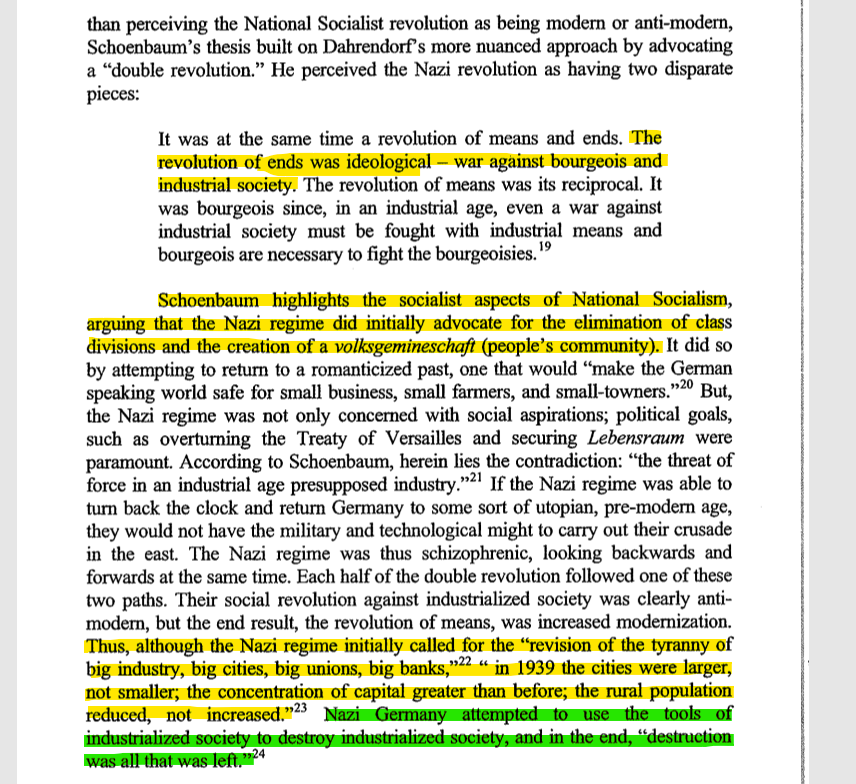 than perceiving the National Socialist revolution as being modern or anti-modern,
Schoenbaum's thesis built on Dahrendorf's more nuanced approach by advocating
a “double revolution.” He perceived the Nazi revolution as having two disparate
pieces:
It was at the same time a revolution of means and ends. The
revolution of ends was ideological – war against bourgeois and
industrial society. The revolution of means was its reciprocal. It
was bourgeois since, in an industrial age, even a war against
industrial society must be fought with industrial means and
bourgeois are necessary to fight the bourgeoisies.19
Schoenbaum highlights the socialist aspects of National Socialism,
arguing that the Nazi regime did initially advocate for the elimination of class
divisions and the creation of a volksgemineschaft (people's community). It did so
by attempting to return to a romanticized past, one that would “make the German
speaking world safe for small business, small farmers, and small-towners.”20 But,
the Nazi regime was not only concerned with social aspirations; political goals,
such as overturning the Treaty of Versailles and securing Lebensraum were
paramount. According to Schoenbaum, herein lies the contradiction: “the threat of
force in an industrial age presupposed industry.”21 If the Nazi regime was able to
turn back the clock and return Germany to some sort of utopian, pre-modern age,
they would not have the military and technological might to carry out their crusade
in the east. The Nazi regime was thus schizophrenic, looking backwards and
forwards at the same time. Each half of the double revolution followed one of these
two paths. Their social revolution against industrialized society was clearly anti-
modern, but the end result, the revolution of means, was increased modernization.
Thus, although the Nazi regime initially called for the “revision of the tyranny of
big industry, big cities, big unions, big banks,”22 “ in 1939 the cities were larger,
not smaller; the concentration of capital greater than before; the rural population
reduced, not increased.”23 Nazi Germany attempted to use the tools of
industrialized society to destroy industrialized society, and in the end, “destruction
was all that was left.”24